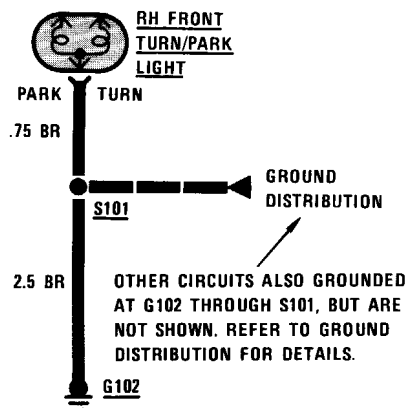 RH FRONT
TURN/PARK
LIGHT
PARK TURN
.75 BR
GROUND
DISTRIBUTION
S101
2.5 BR
OTHER CIRCUITS ALSO GROUNDED
AT G102 THROUGH S101, BUT ARE
NOT SHOWN. REFER TO GROUND
DISTRIBUTION FOR DETAILS.
G102